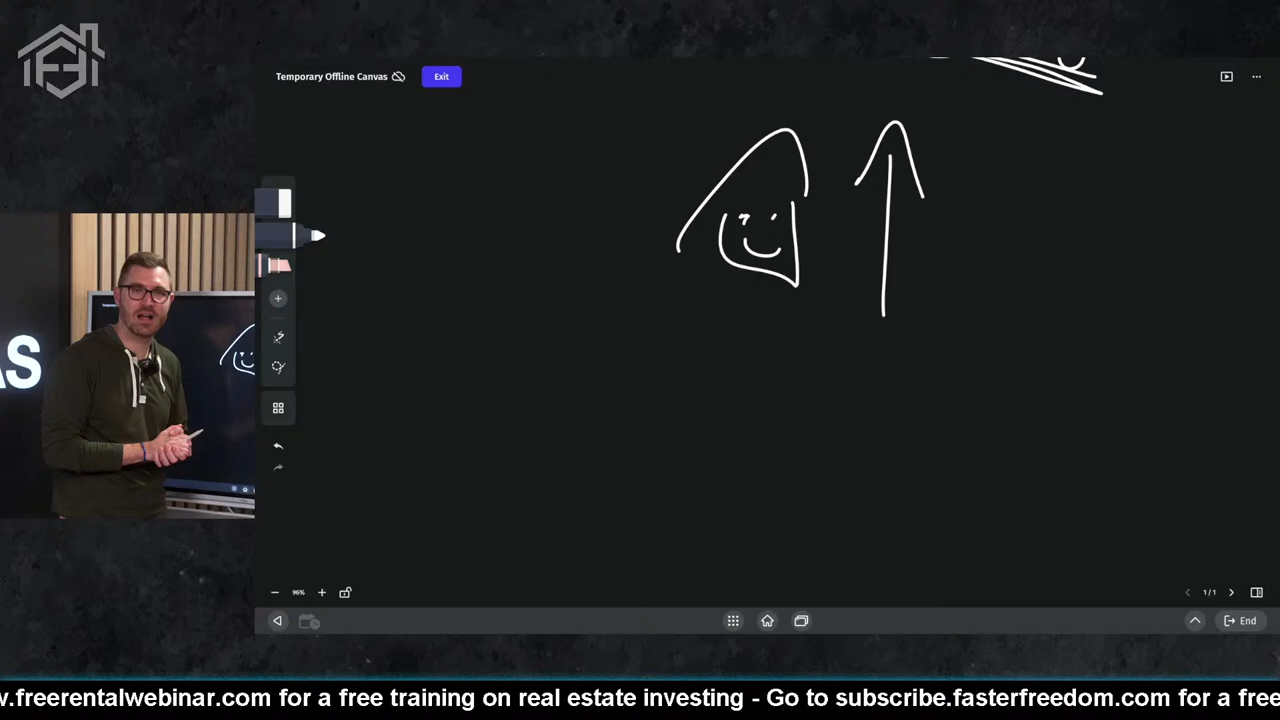 Temporary Offline Canvas
Exit
AS
96%
1/1
End
w.freerentalwebinar.com for a free training on real estate investing - Go to subscribe.fasterfreedom.com for a free